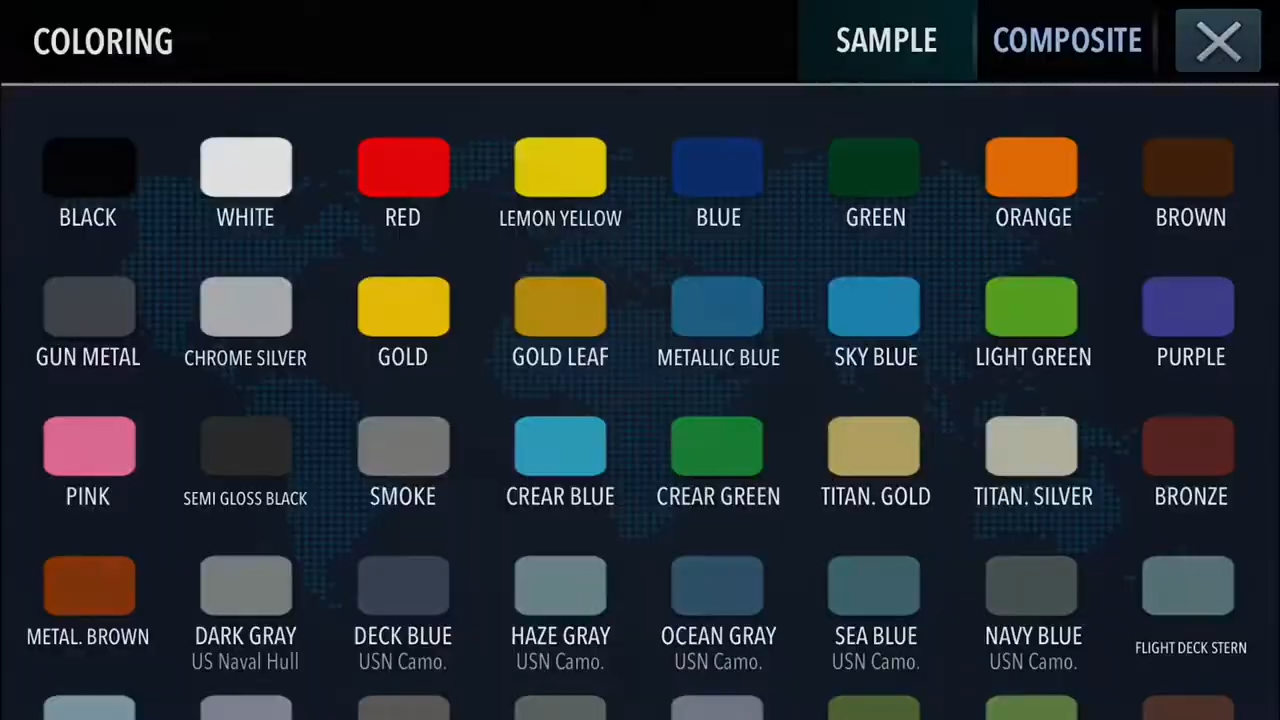 COLORING
SAMPLE
COMPOSITE
BLACK
WHITE
RED
LEMON YELLOW
BLUE
GREEN
ORANGE
BROWN
GUN METAL
CHROME SILVER
GOLD
GOLD LEAF
METALLIC BLUE
SKY BLUE
LIGHT GREEN
PURPLE
PINK
SEMI GLOSS BLACK
SMOKE
CREAR BLUE
CREAR GREEN
TITAN. GOLD
TITAN. SILVER
BRONZE
METAL. BROWN
DARK GRAY
US Naval Hull
DECK BLUE
USN Camo.
HAZE GRAY
USN Camo.
OCEAN GRAY
USN Camo.
SEA BLUE
USN Camo.
NAVY BLUE
USN Camo.
FLIGHT DECK STERN